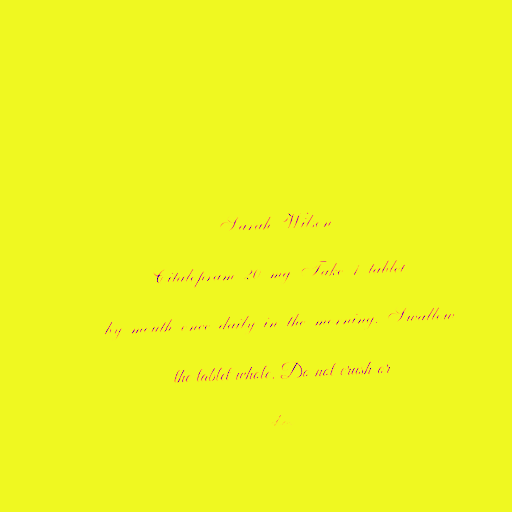 Sarah Wilson
Citalopram 20 mg Take 1 tablet
by mouth once daily in the morning. Swallow
the tablet whole. Do not crush or